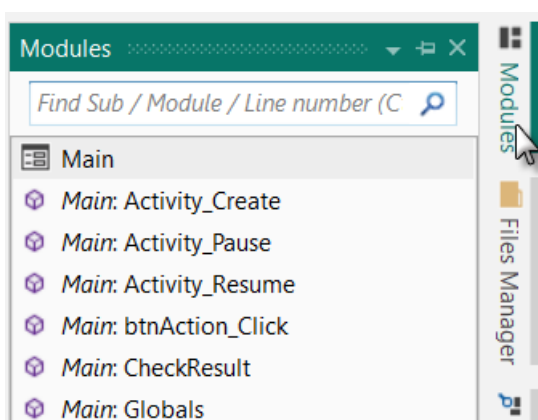 Modules
Find Sub / Module / Line number (C
Main
Main: Activity_Create
Main: Activity_Pause
Main: Activity_Resume
Main: btnAction_Click
Main: CheckResult
Main: Globals
Modules
Files Manager